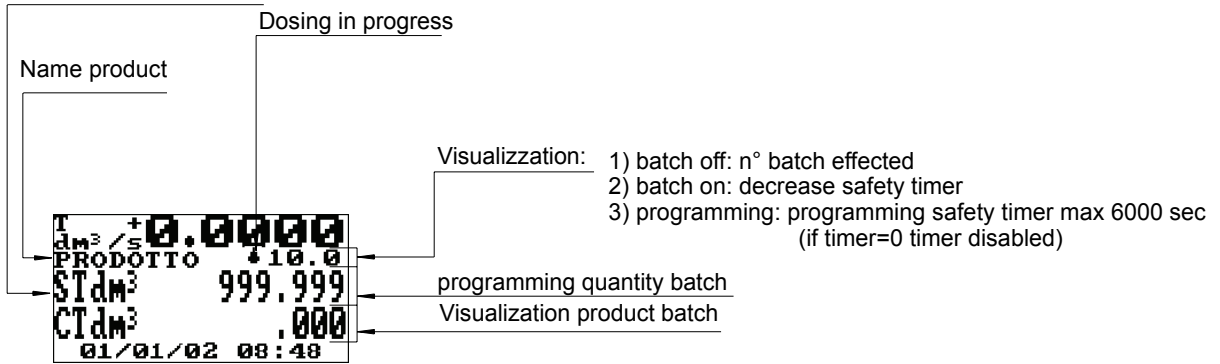 Dosing in progress
Name product
Visualizzation: 1) batch off: n° batch effected
2) batch on: decrease safety timer
3) programming: programming safety timer max 6000 sec
(if timer=0 timer disabled)
T dm³/s +0.0000
PRODOTTO 10.0
STdm³ 999.999
programming quantity batch
CTdm³ .000
Visualization product batch
01/01/02 08:48